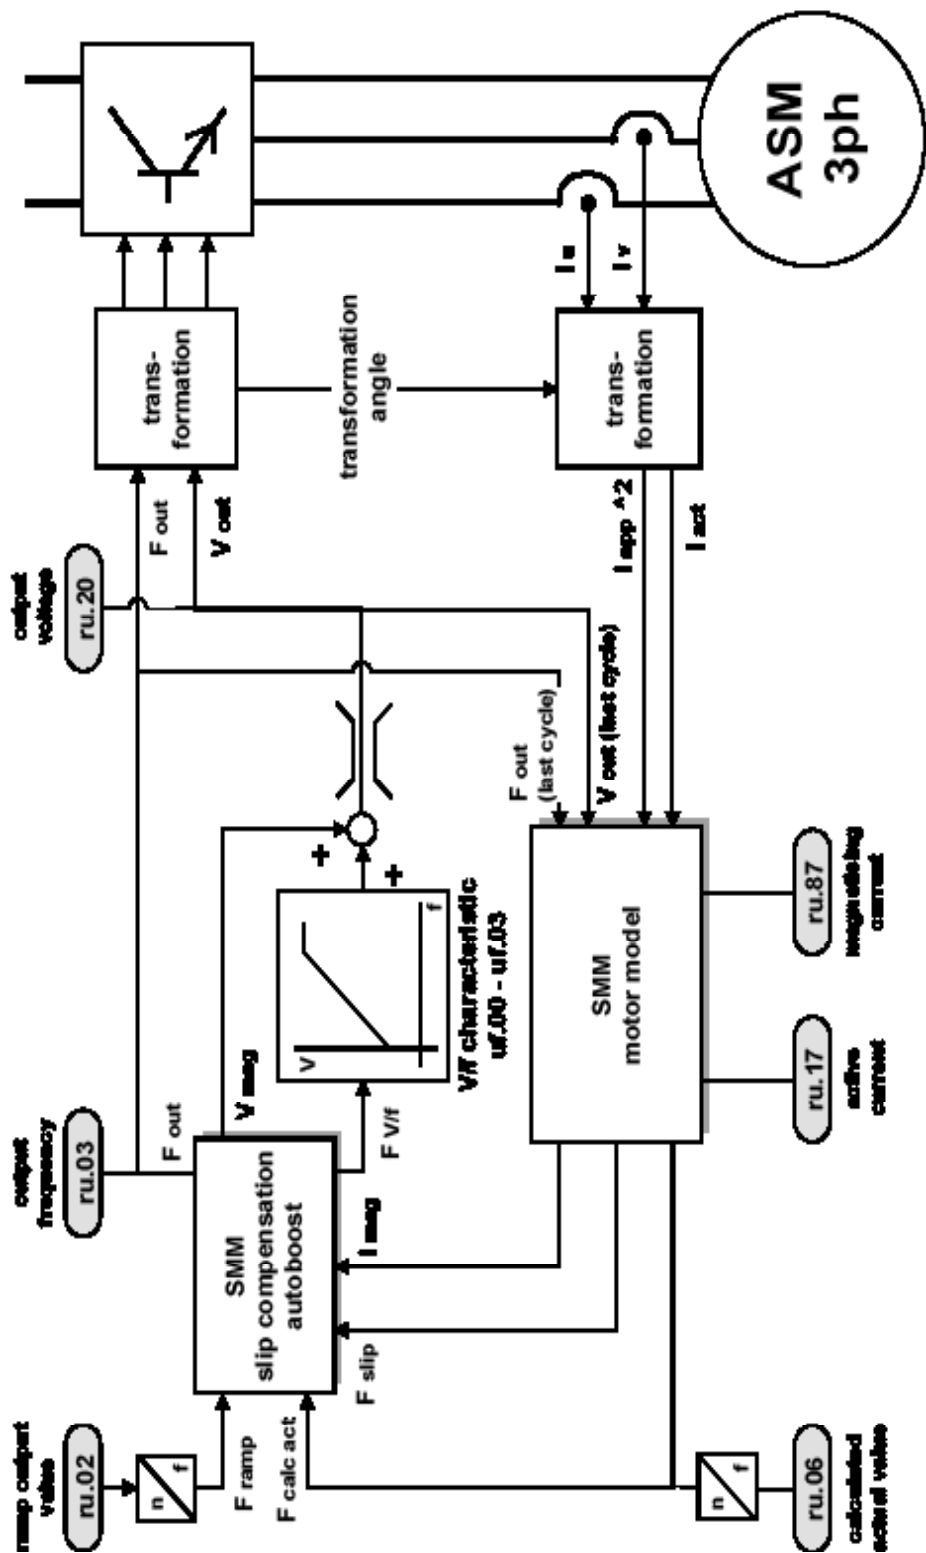 ramp output
value
ru.02
n
f
F ramp
F calc act
calculated
actual value
ru.06
n
f
output
frequency
ru.03
F out
SMM
slip compensation
autoboost
V mag
F V/f
I mag
F slip
V
f
V/f characteristic
uf.00 - uf.03
+
+
SMM
motor model
ru.17
active
current
ru.87
magnetising
current
output
voltage
ru.20
F out
V out
F out
(last cycle)
V out (last cycle)
I app ^2
I act
trans-
formation
transformation
angle
trans-
formation
I u
I v
ASM
3ph